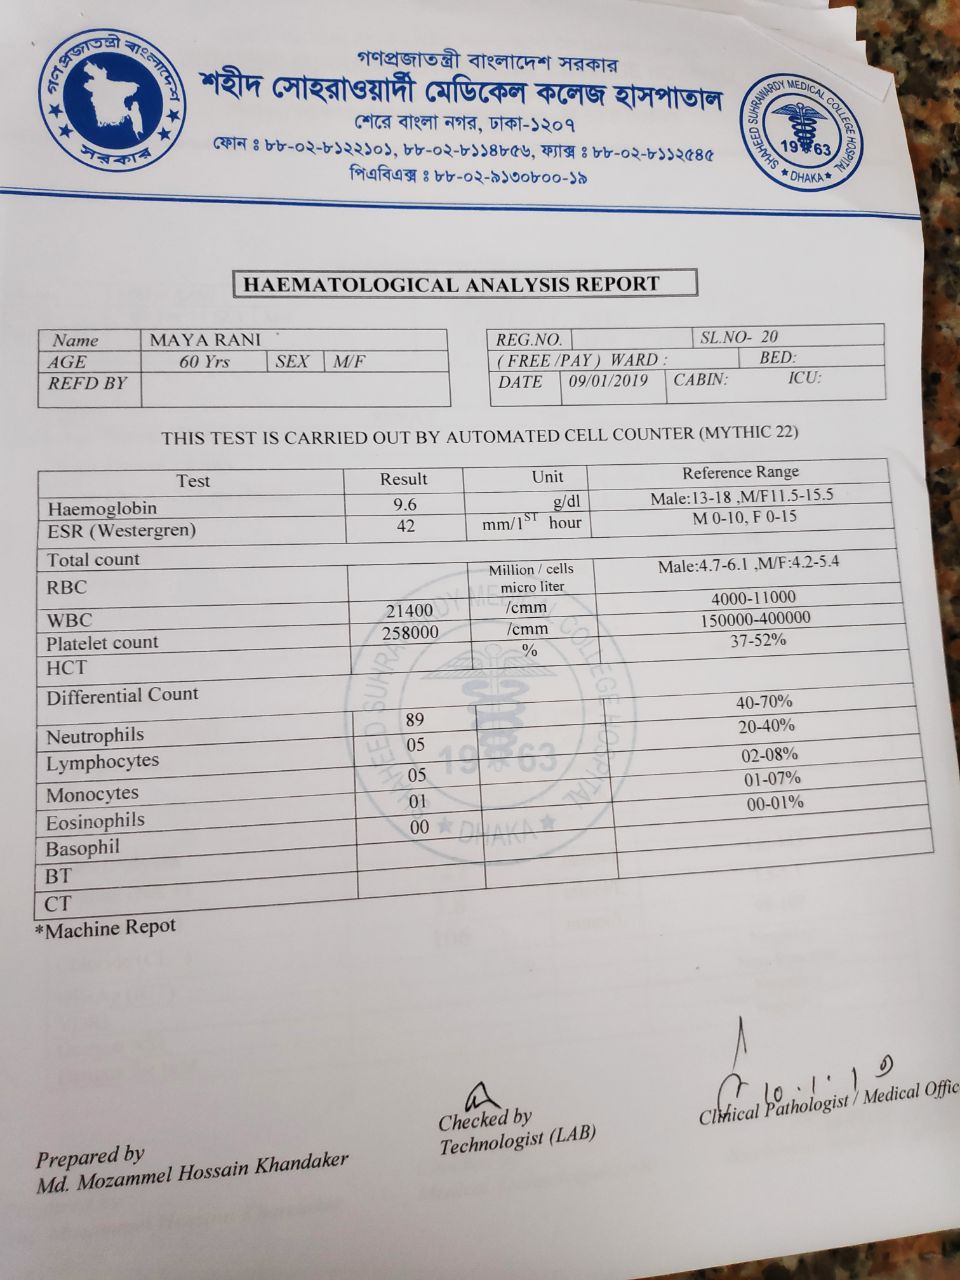 গণপ্রজাতন্ত্রী বাংলাদেশ সরকার
গণপ্রজাতন্ত্রী বাংলাদেশ
সরকার
শহীদ সোহরাওয়ার্দী মেডিকেল কলেজ হাসপাতাল
শেরে বাংলা নগর, ঢাকা-১২০৭
ফোন ঃ ৮৮-০২-৮১২২১০১, ৮৮-০২-৮১১৪৮৫৬, ফ্যাক্স ঃ ৮৮-০২-৮১১২৫৪৫
পিএবিএক্স ঃ ৮৮-০২-৯১৩০৮০০-১৯
SHAHEED SUHRAWARDY MEDICAL COLLEGE HOSPITAL
1963
DHAKA
HAEMATOLOGICAL ANALYSIS REPORT
Name MAYA RANI
AGE 60 Yrs SEX M/F
REFD BY
REG.NO. SL.NO- 20
( FREE /PAY ) WARD : BED:
DATE 09/01/2019 CABIN: ICU:
THIS TEST IS CARRIED OUT BY AUTOMATED CELL COUNTER (MYTHIC 22)
Test Result Unit Reference Range
Haemoglobin 9.6 g/dl Male:13-18 ,M/F11.5-15.5
ESR (Westergren) 42 mm/1ST hour M 0-10, F 0-15
Total count
RBC Million / cells micro liter Male:4.7-6.1 ,M/F:4.2-5.4
WBC 21400 /cmm 4000-11000
Platelet count 258000 /cmm 150000-400000
HCT % 37-52%
Differential Count
Neutrophils 89 40-70%
Lymphocytes 05 20-40%
Monocytes 05 02-08%
Eosinophils 01 01-07%
Basophil 00 00-01%
BT
CT
SHAHEED SUHRAWARDY MEDICAL COLLEGE HOSPITAL
1963
DHAKA
*Machine Repot
Prepared by
Md. Mozammel Hossain Khandaker
Checked by
Technologist (LAB)
Clinical Pathologist / Medical Offic